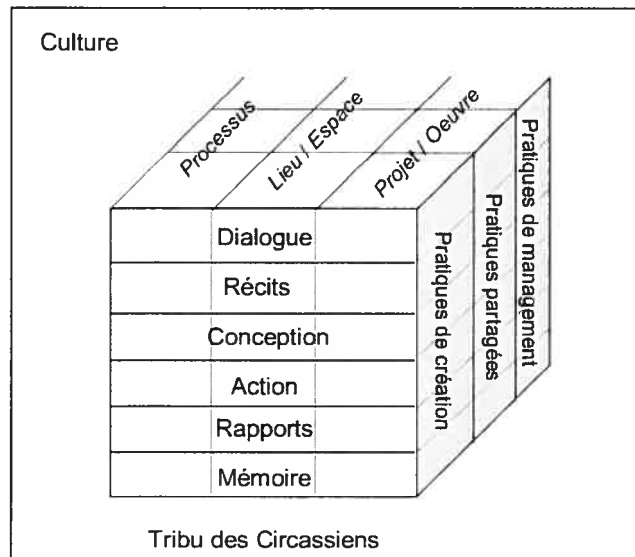 Culture
Processus
Lieu / Espace
Projet / Oeuvre
Dialogue
Récits
Conception
Action
Rapports
Mémoire
Pratiques de création
Pratiques partagées
Pratiques de management
Tribu des Circassiens